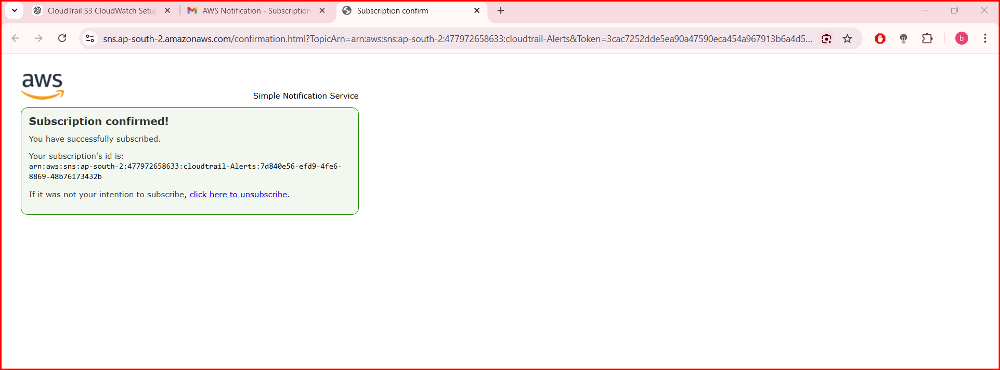 CloudTrail S3 CloudWatch Setu
AWS Notification - Subscription
Subscription confirm
sns.ap-south-2.amazonaws.com/confirmation.html?TopicArn=arn:aws:sns:ap-south-2:477972658633:cloudtrail-Alerts&Token=3cac7252dde5ea90a47590eca454a967913b6a4d5...
b
aws
Simple Notification Service
Subscription confirmed!
You have successfully subscribed.
Your subscription's id is:
arn:aws:sns:ap-south-2:477972658633:cloudtrail-Alerts:7d840e56-efd9-4fe6-
8869-48b76173432b
If it was not your intention to subscribe, click here to unsubscribe.